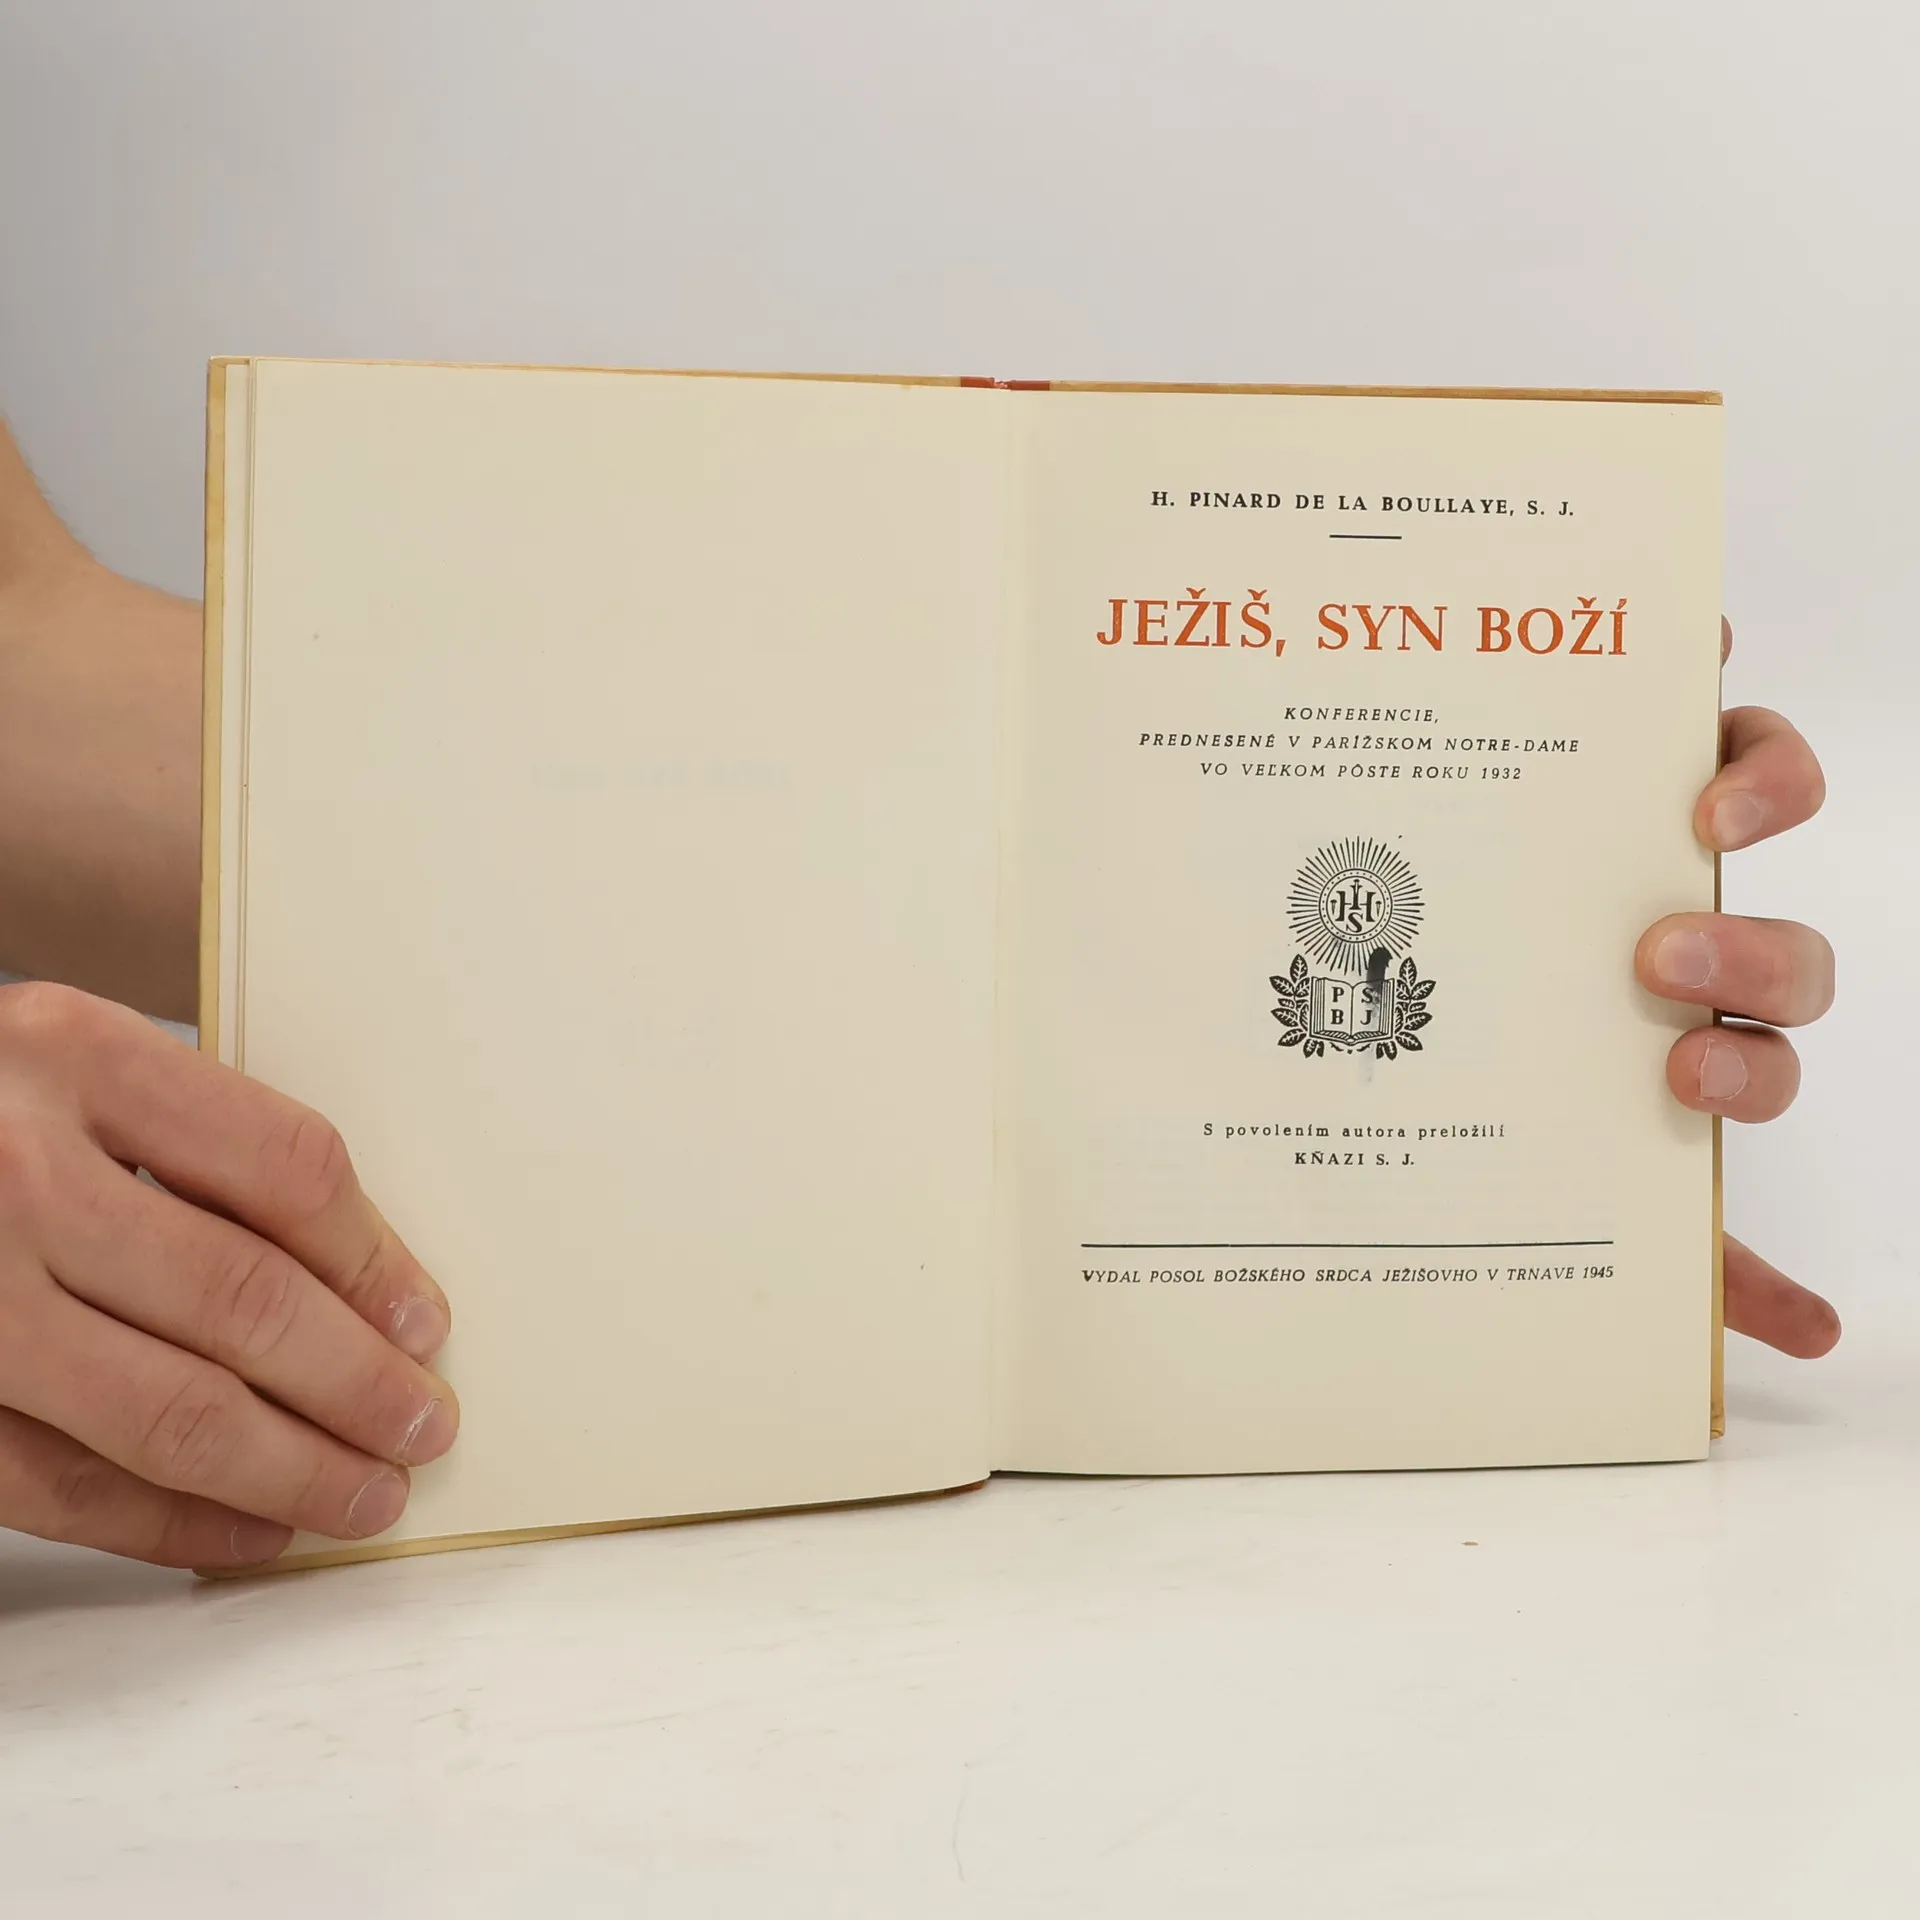 H. PINARD DE LA BOULLAYE, S. J.
JEŽIŠ, SYN BOŽÍ
KONFERENCIE,
PREDNESENÉ V PARÍŽSKOM NOTRE-DAME
VO VEĽKOM PÔSTE ROKU 1932
IHS
P S
B J
S povolením autora preložili
KŇAZI S. J.
VYDAL POSOL BOŽSKÉHO SRDCA JEŽIŠOVHO V TRNAVE 1945